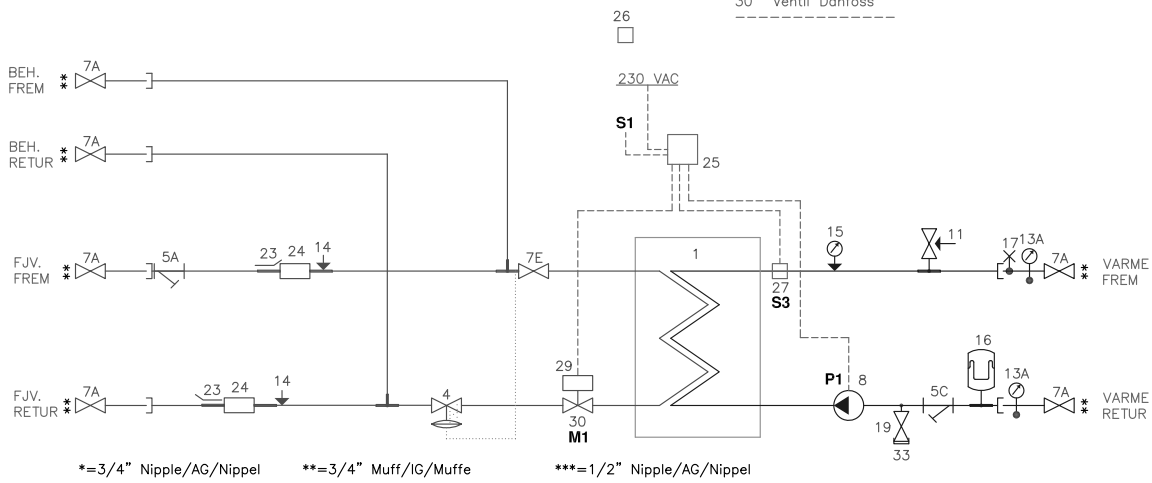 30 Ventil Danfoss
26
230 VAC
S1
25
BEH.
FREM
**
7A
BEH.
RETUR
**
7A
FJV.
FREM
**
7A
5A
23
24
14
7E
1
27
S3
15
11
17
13A
7A
**
VARME
FREM
FJV.
RETUR
**
7A
23
24
14
4
29
30
M1
P1
8
19
33
5C
16
13A
7A
**
VARME
RETUR
*=3/4" Nipple/AG/Nippel
**=3/4" Muff/IG/Muffe
***=1/2" Nipple/AG/Nippel